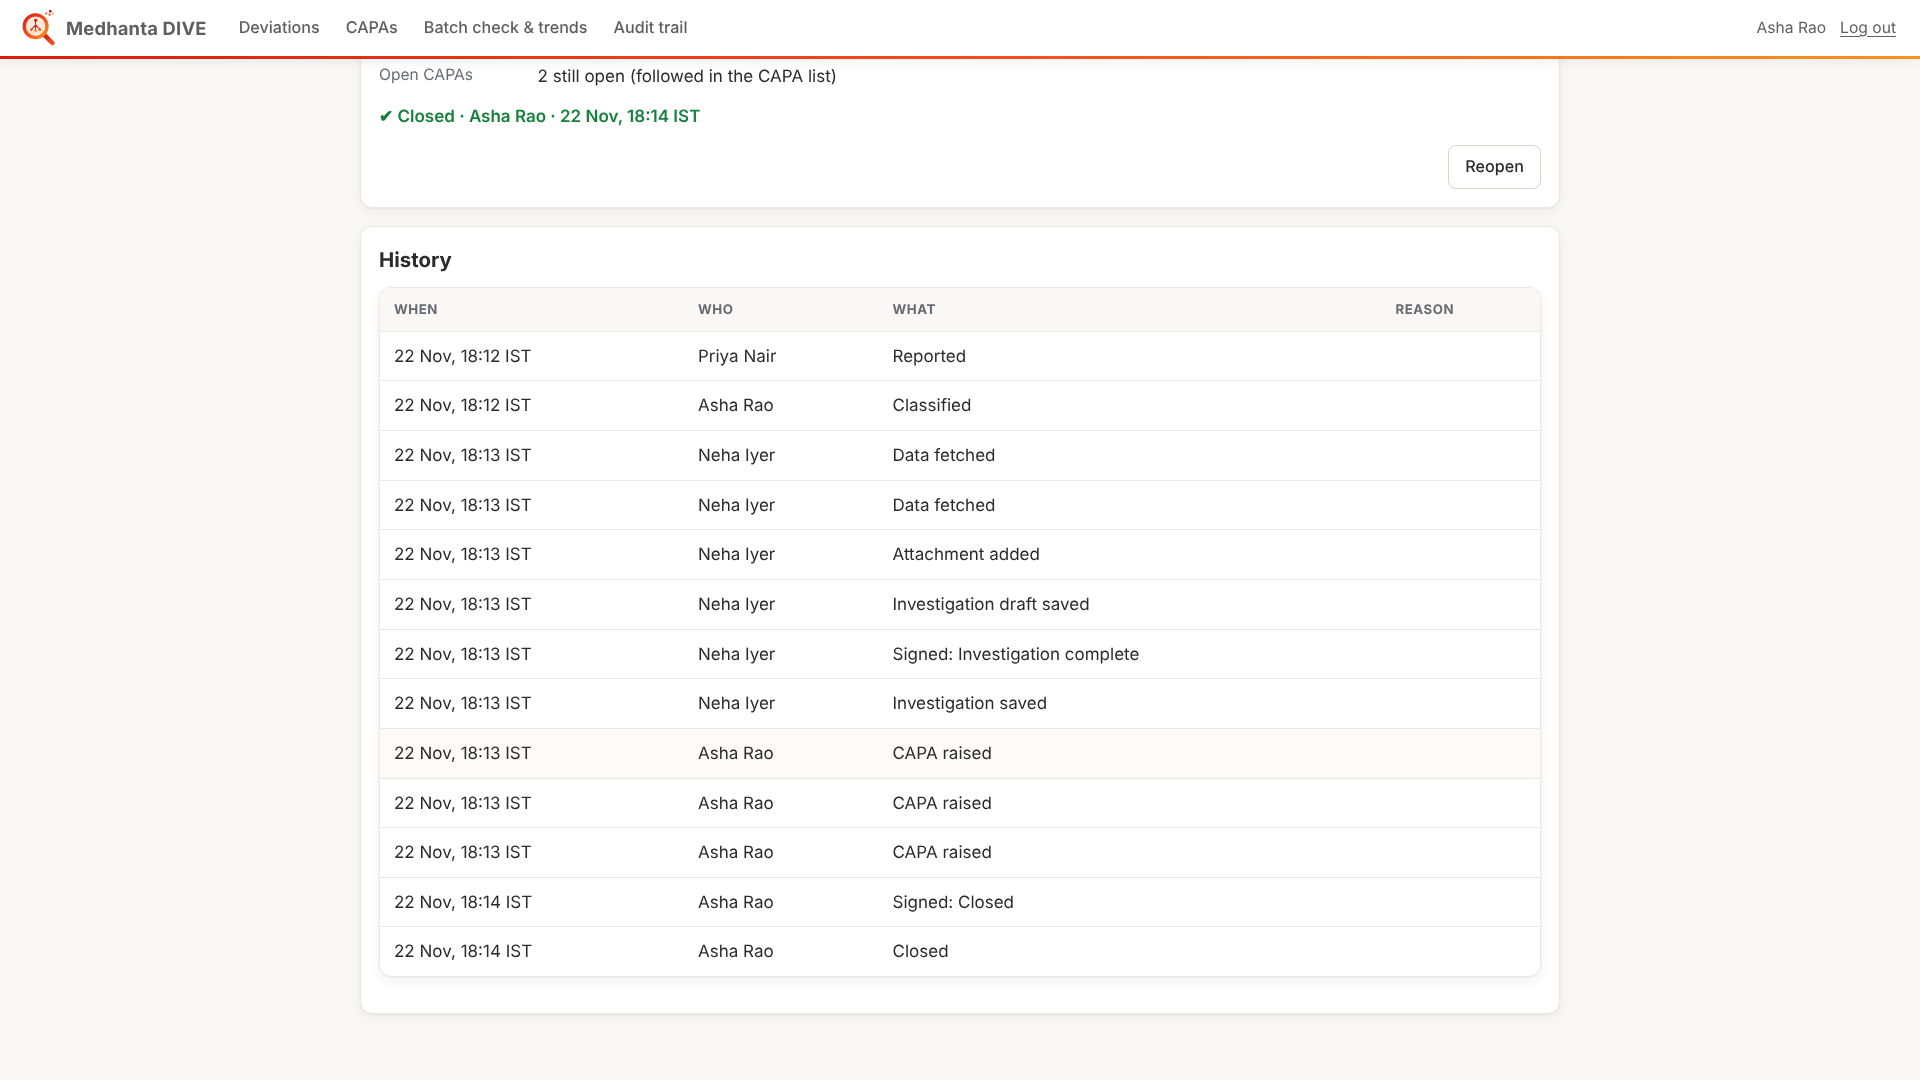 Medhanta DIVE Deviations CAPAs Batch check & trends Audit trail Asha Rao Log out
Open CAPAs 2 still open (followed in the CAPA list)
✔ Closed · Asha Rao · 22 Nov, 18:14 IST
Reopen
History
WHEN WHO WHAT REASON
22 Nov, 18:12 IST Priya Nair Reported
22 Nov, 18:12 IST Asha Rao Classified
22 Nov, 18:13 IST Neha Iyer Data fetched
22 Nov, 18:13 IST Neha Iyer Data fetched
22 Nov, 18:13 IST Neha Iyer Attachment added
22 Nov, 18:13 IST Neha Iyer Investigation draft saved
22 Nov, 18:13 IST Neha Iyer Signed: Investigation complete
22 Nov, 18:13 IST Neha Iyer Investigation saved
22 Nov, 18:13 IST Asha Rao CAPA raised
22 Nov, 18:13 IST Asha Rao CAPA raised
22 Nov, 18:13 IST Asha Rao CAPA raised
22 Nov, 18:14 IST Asha Rao Signed: Closed
22 Nov, 18:14 IST Asha Rao Closed